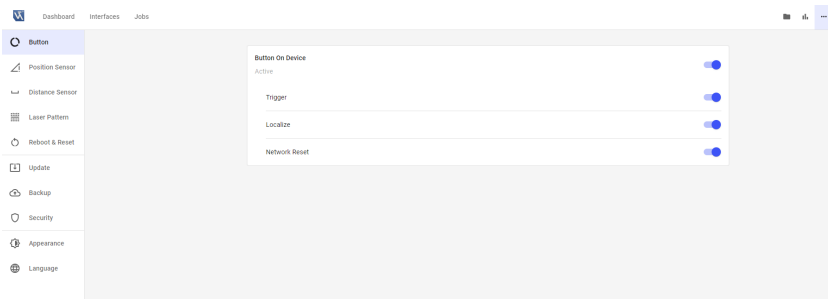 Dashboard
Interfaces
Jobs
Button
Position Sensor
Distance Sensor
Laser Pattern
Reboot & Reset
Update
Backup
Security
Appearance
Language
Button On Device
Active
Trigger
Localize
Network Reset